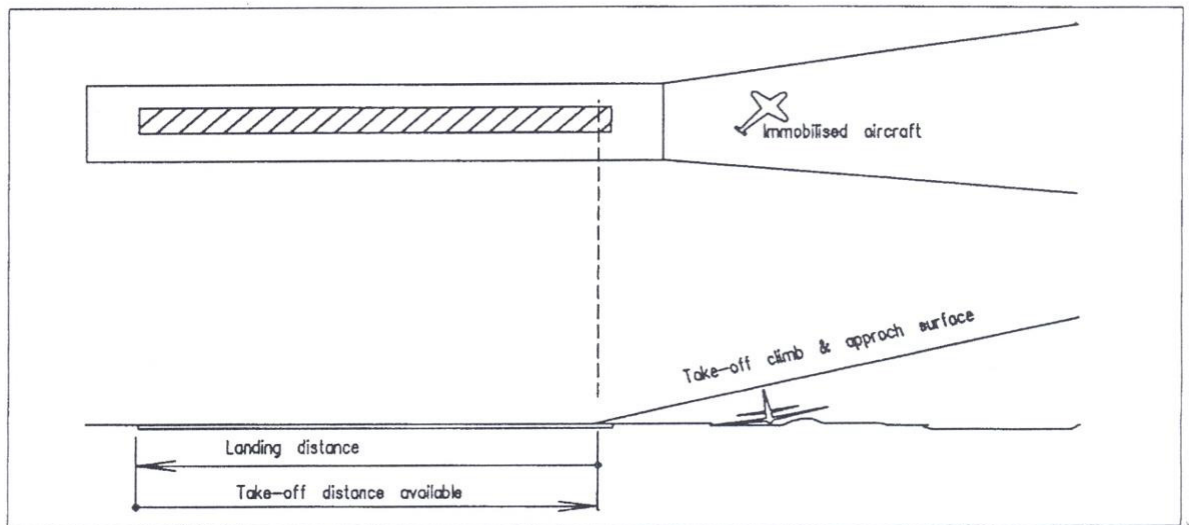 Immobilised aircraft
Take-off climb & approch surface
Landing distance
Take-off distance available